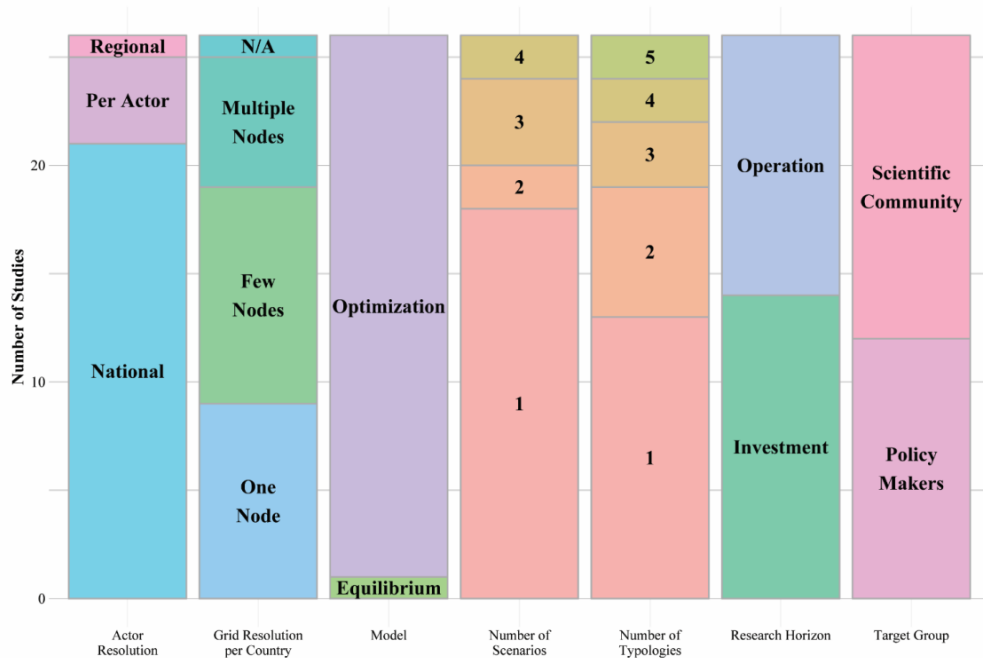 Regional
N/A
4
5
Per Actor
Multiple
Nodes
3
4
3
20
Operation
Scientific
Community
2
2
Few
Nodes
Optimization
Number of Studies
National
10
1
1
Investment
Policy
Makers
One
Node
Equilibrium
0
Actor
Resolution
Grid Resolution
per Country
Model
Number of
Scenarios
Number of
Typologies
Research Horizon
Target Group